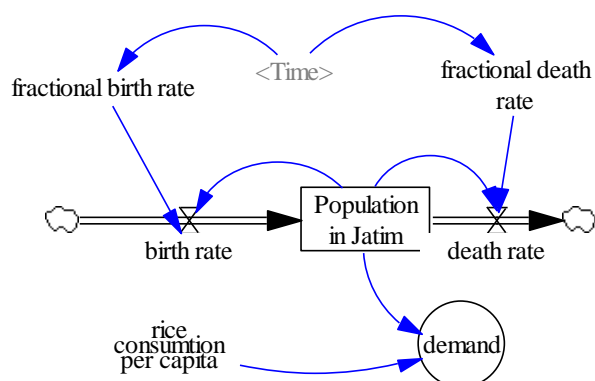 <Time>
fractional birth rate
fractional death
rate
Population
in Jatim
birth rate
death rate
rice
consumtion
per capita
demand